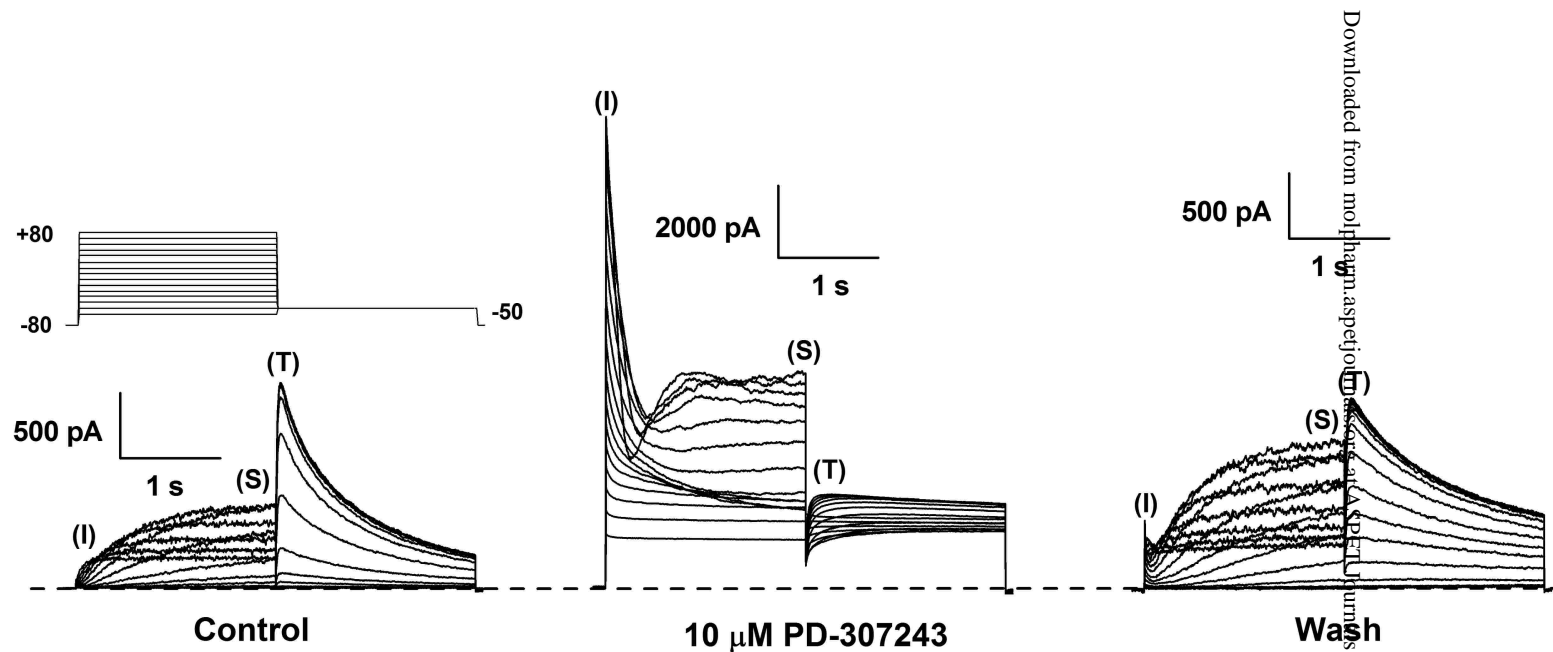 +80
-80
-50
500 pA
1 s
(I)
(S)
(T)
Control
(I)
2000 pA
1 s
(S)
(T)
10 µM PD-307243
500 pA
1 s
(I)
(S)
(T)
Wash
Downloaded from molpharm.aspetjournals.org at ASPET Journals